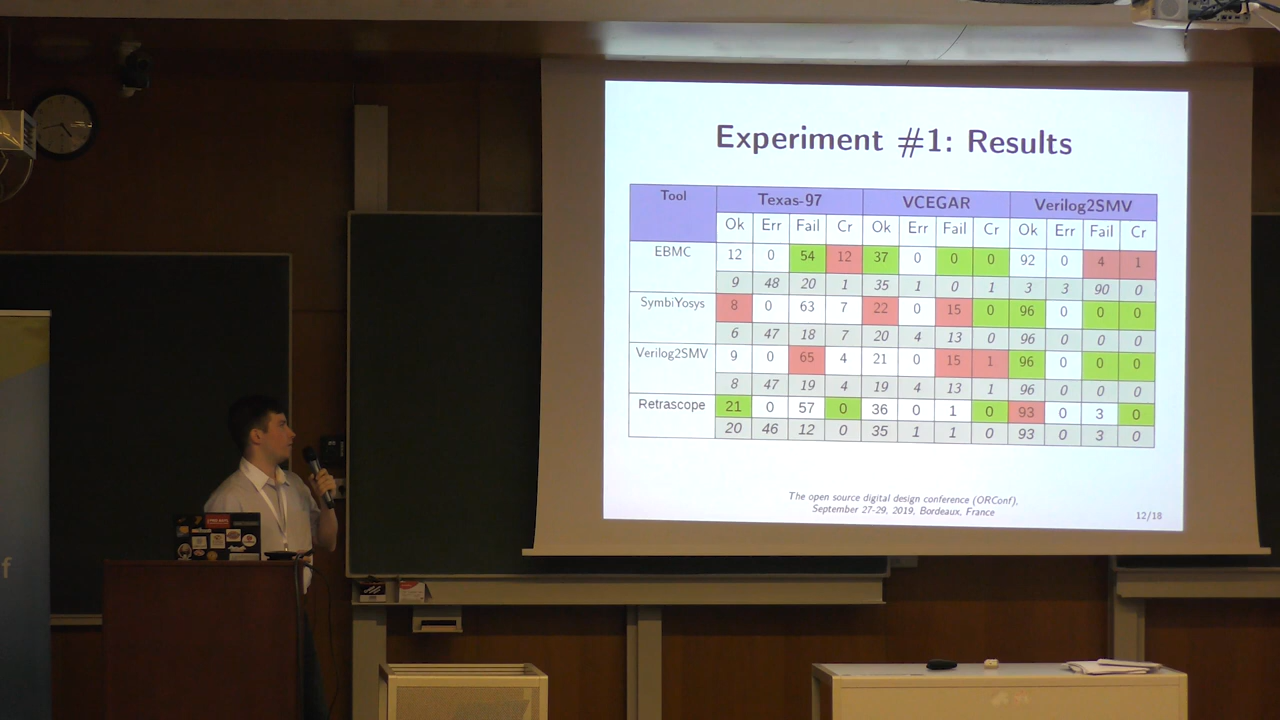 Experiment #1: Results
Tool Texas-97 VCEGAR Verilog2SMV
Ok Err Fail Cr Ok Err Fail Cr Ok Err Fail Cr
EBMC 12 0 54 12 37 0 0 0 92 0 4 1
9 48 20 1 35 1 0 1 3 3 90 0
SymbiYosys 8 0 63 7 22 0 15 0 96 0 0 0
6 47 18 7 20 4 13 0 96 0 0 0
Verilog2SMV 9 0 65 4 21 0 15 1 96 0 0 0
8 47 19 4 19 4 13 1 96 0 0 0
Retrascope 21 0 57 0 36 0 1 0 93 0 3 0
20 46 12 0 35 1 1 0 93 0 3 0
The open source digital design conference (ORConf),
September 27-29, 2019, Bordeaux, France
12/18
f